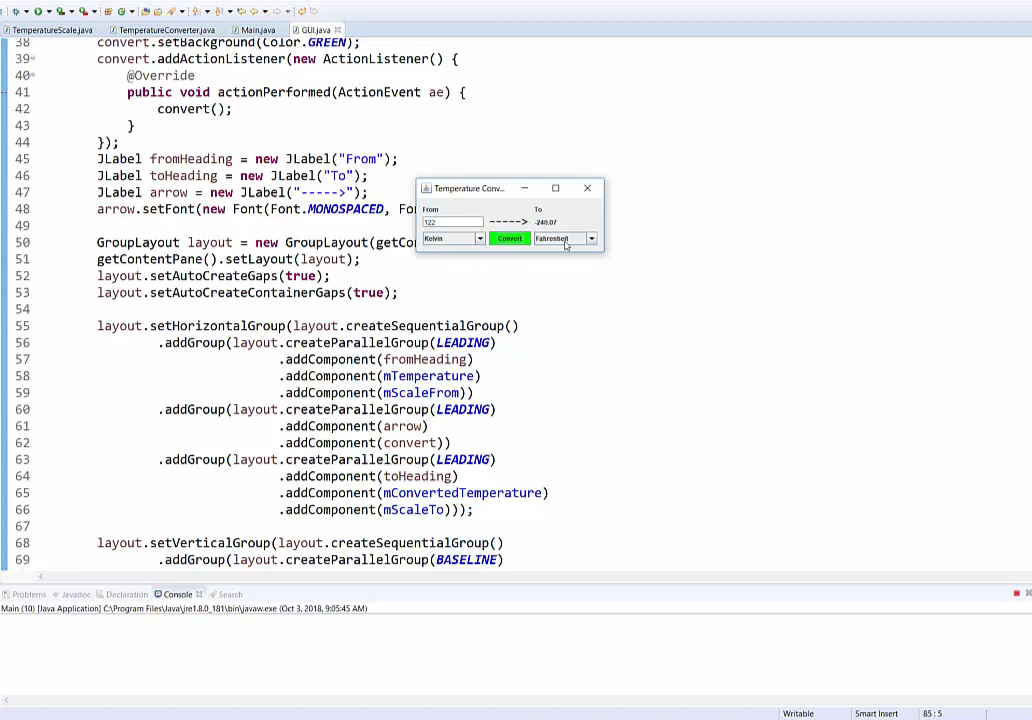 TemperatureScale.java TemperatureConverter.java Main.java GUI.java
38 convert.setBackground(Color.GREEN);
39 convert.addActionListener(new ActionListener() {
40 @Override
41 public void actionPerformed(ActionEvent ae) {
42 convert();
43 }
44 });
45 JLabel fromHeading = new JLabel("From");
46 JLabel toHeading = new JLabel("To");
47 JLabel arrow = new JLabel("----->");
48 arrow.setFont(new Font(Font.MONOSPACED, Fo
49
50 GroupLayout layout = new GroupLayout(getCo
51 getContentPane().setLayout(layout);
52 layout.setAutoCreateGaps(true);
53 layout.setAutoCreateContainerGaps(true);
54
55 layout.setHorizontalGroup(layout.createSequentialGroup()
56 .addGroup(layout.createParallelGroup(LEADING)
57 .addComponent(fromHeading)
58 .addComponent(mTemperature)
59 .addComponent(mScaleFrom))
60 .addGroup(layout.createParallelGroup(LEADING)
61 .addComponent(arrow)
62 .addComponent(convert))
63 .addGroup(layout.createParallelGroup(LEADING)
64 .addComponent(toHeading)
65 .addComponent(mConvertedTemperature)
66 .addComponent(mScaleTo)));
67
68 layout.setVerticalGroup(layout.createSequentialGroup()
69 .addGroup(layout.createParallelGroup(BASELINE)
Temperature Conv...
From To
122 -----> -240.07
Kelvin Convert Fahrenheit
Problems Javadoc Declaration Console Search
Main (10) [Java Application] C:\Program Files\Java\jre1.8.0_181\bin\javaw.exe (Oct 3, 2018, 9:05:45 AM)
Writable Smart Insert 85 : 5